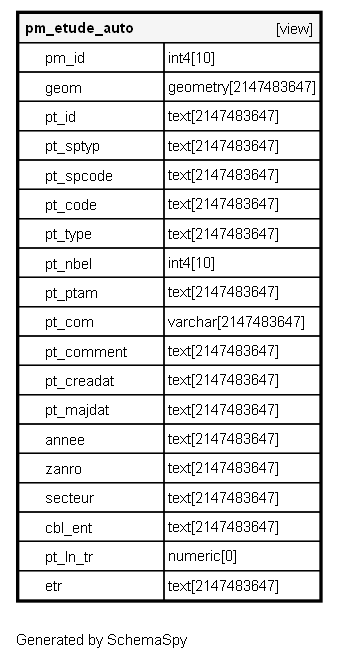 pm_etude_auto [view]
pm_id int4[10]
geom geometry[2147483647]
pt_id text[2147483647]
pt_sptyp text[2147483647]
pt_spcode text[2147483647]
pt_code text[2147483647]
pt_type text[2147483647]
pt_nbel int4[10]
pt_ptam text[2147483647]
pt_com varchar[2147483647]
pt_comment text[2147483647]
pt_creadat text[2147483647]
pt_majdat text[2147483647]
annee text[2147483647]
zanro text[2147483647]
secteur text[2147483647]
cbl_ent text[2147483647]
pt_ln_tr numeric[0]
etr text[2147483647]
Generated by SchemaSpy